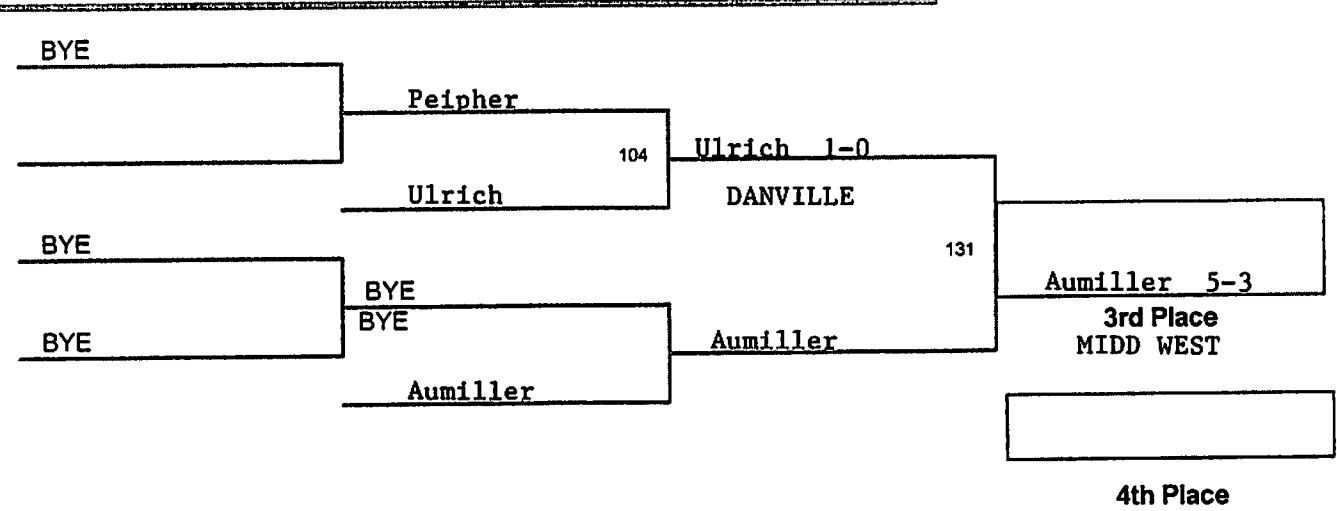 BYE
Peipher
104 Ulrich 1-0
Ulrich DANVILLE
BYE
131
BYE
Aumiller 5-3
BYE
3rd Place
BYE
Aumiller
MIDD WEST
Aumiller
4th Place